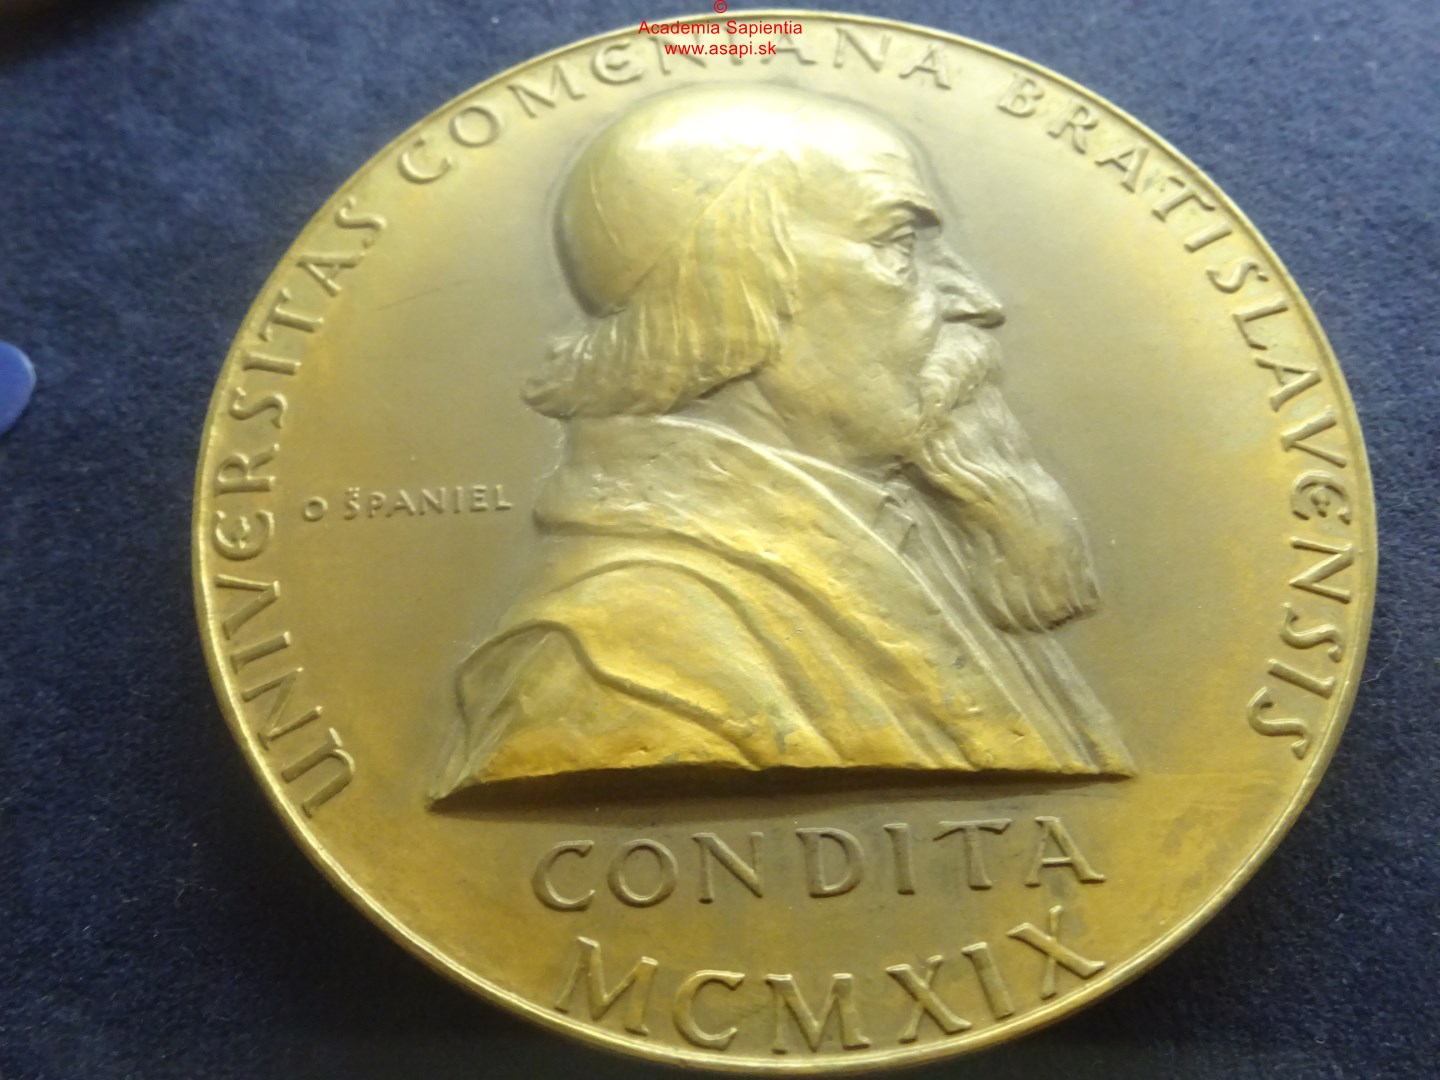 ©
Academia Sapientia
www.asapi.sk
UNIVERSITAS COMENIANA BRATISLAVENSIS
O ŠPANIEL
CONDITA
MCMXIX